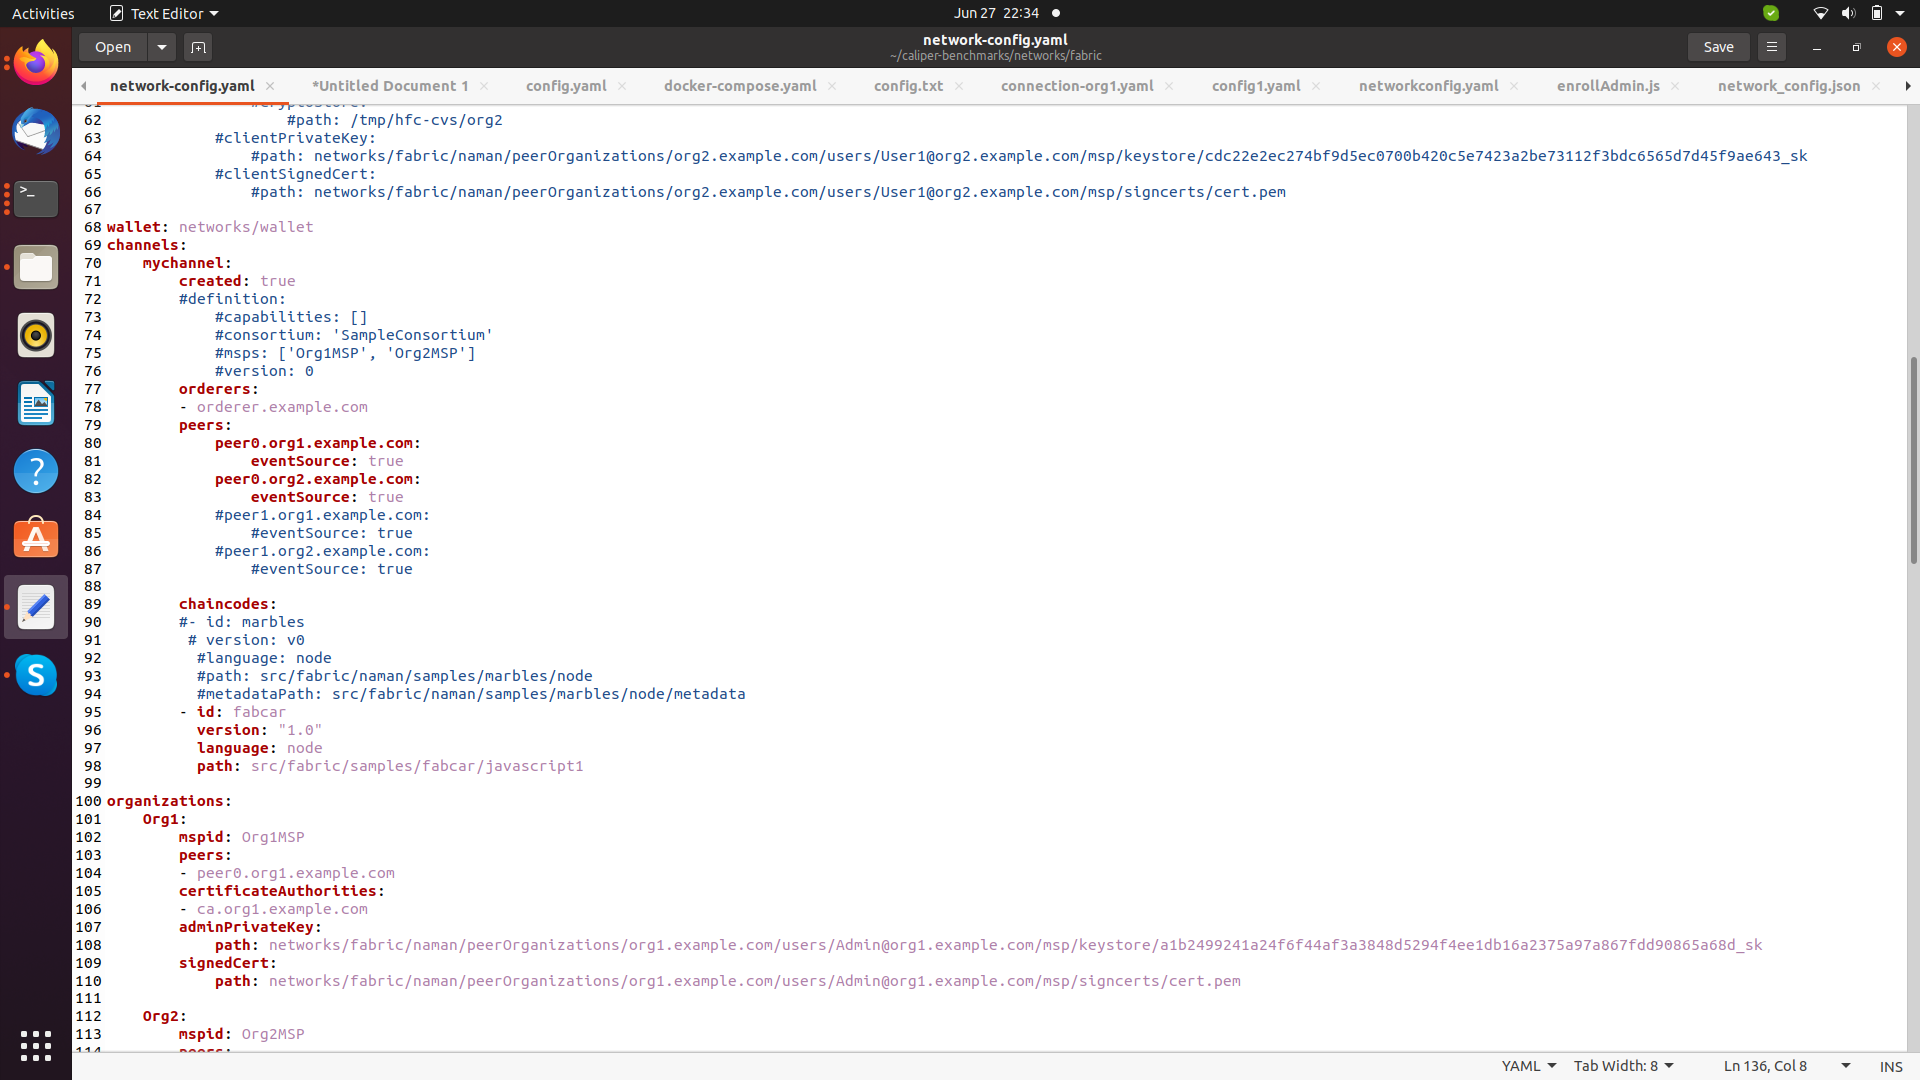 Activities Text Editor Jun 27 22:34
Open network-config.yaml Save
~/caliper-benchmarks/networks/fabric
network-config.yaml *Untitled Document 1 config.yaml docker-compose.yaml config.txt connection-org1.yaml config1.yaml networkconfig.yaml enrollAdmin.js network_config.json
61 #cryptoStore:
62 #path: /tmp/hfc-cvs/org2
63 #clientPrivateKey:
64 #path: networks/fabric/naman/peerOrganizations/org2.example.com/users/User1@org2.example.com/msp/keystore/cdc22e2ec274bf9d5ec0700b420c5e7423a2be73112f3bdc6565d7d45f9ae643_sk
65 #clientSignedCert:
66 #path: networks/fabric/naman/peerOrganizations/org2.example.com/users/User1@org2.example.com/msp/signcerts/cert.pem
67
68 wallet: networks/wallet
69 channels:
70 mychannel:
71 created: true
72 #definition:
73 #capabilities: []
74 #consortium: 'SampleConsortium'
75 #msps: ['Org1MSP', 'Org2MSP']
76 #version: 0
77 orderers:
78 - orderer.example.com
79 peers:
80 peer0.org1.example.com:
81 eventSource: true
82 peer0.org2.example.com:
83 eventSource: true
84 #peer1.org1.example.com:
85 #eventSource: true
86 #peer1.org2.example.com:
87 #eventSource: true
88
89 chaincodes:
90 #- id: marbles
91 # version: v0
92 #language: node
93 #path: src/fabric/naman/samples/marbles/node
94 #metadataPath: src/fabric/naman/samples/marbles/node/metadata
95 - id: fabcar
96 version: "1.0"
97 language: node
98 path: src/fabric/samples/fabcar/javascript1
99
100 organizations:
101 Org1:
102 mspid: Org1MSP
103 peers:
104 - peer0.org1.example.com
105 certificateAuthorities:
106 - ca.org1.example.com
107 adminPrivateKey:
108 path: networks/fabric/naman/peerOrganizations/org1.example.com/users/Admin@org1.example.com/msp/keystore/a1b2499241a24f6f44af3a3848d5294f4ee1db16a2375a97a867fdd90865a68d_sk
109 signedCert:
110 path: networks/fabric/naman/peerOrganizations/org1.example.com/users/Admin@org1.example.com/msp/signcerts/cert.pem
111
112 Org2:
113 mspid: Org2MSP
114 peers:
YAML Tab Width: 8 Ln 136, Col 8 INS